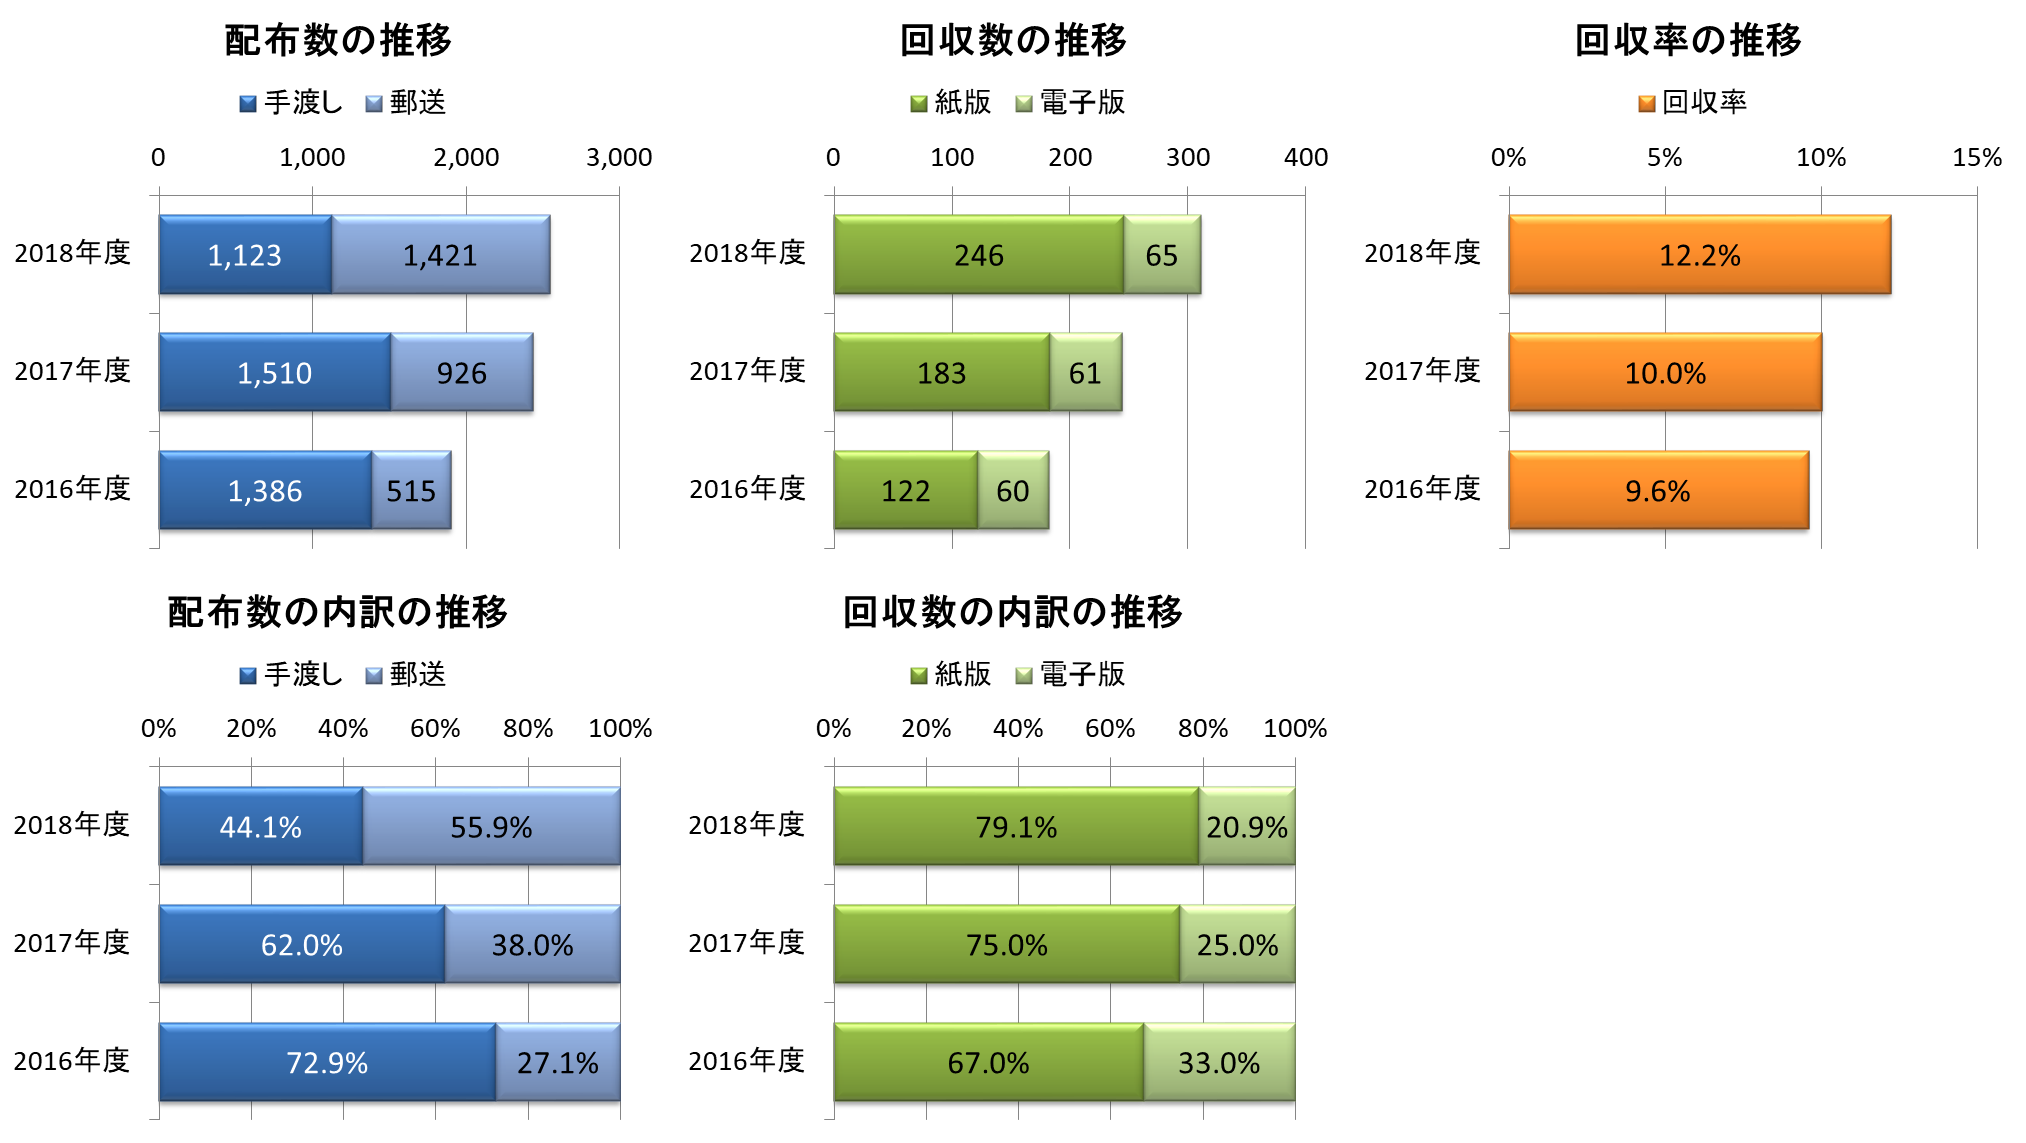 配布数の推移
手渡し 郵送
0 1,000 2,000 3,000
2018年度 1,123 1,421
2017年度 1,510 926
2016年度 1,386 515
回収数の推移
紙版 電子版
0 100 200 300 400
2018年度 246 65
2017年度 183 61
2016年度 122 60
回収率の推移
回収率
0% 5% 10% 15%
2018年度 12.2%
2017年度 10.0%
2016年度 9.6%
配布数の内訳の推移
手渡し 郵送
0% 20% 40% 60% 80% 100%
2018年度 44.1% 55.9%
2017年度 62.0% 38.0%
2016年度 72.9% 27.1%
回収数の内訳の推移
紙版 電子版
0% 20% 40% 60% 80% 100%
2018年度 79.1% 20.9%
2017年度 75.0% 25.0%
2016年度 67.0% 33.0%